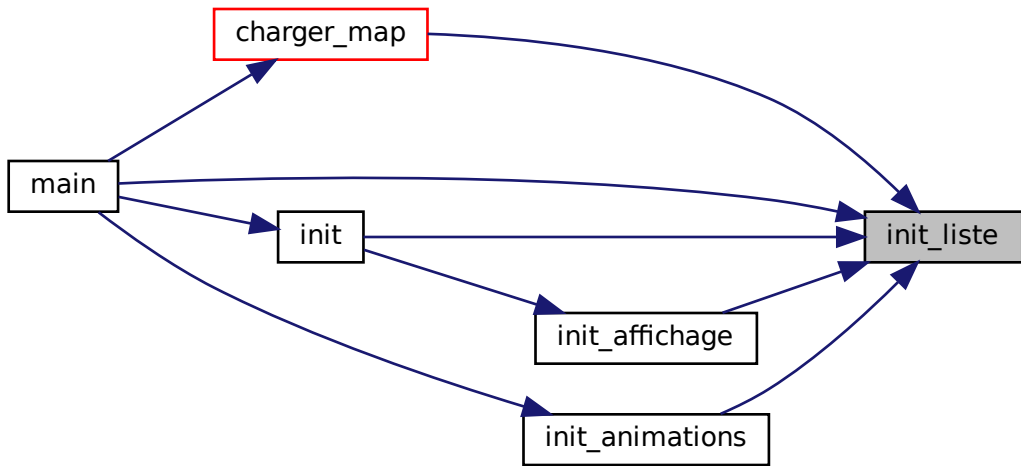 charger_map
main
init
init_liste
init_affichage
init_animations